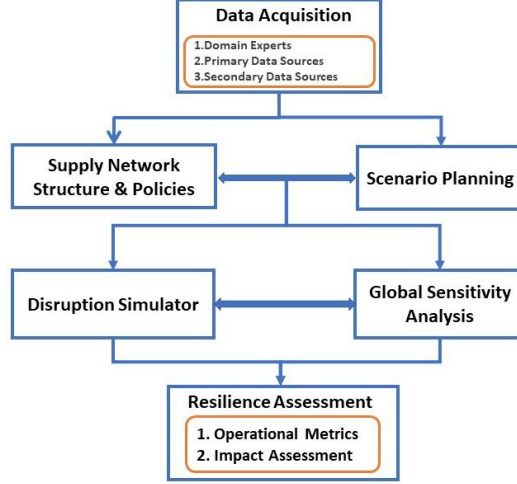 Data Acquisition
1.Domain Experts
2.Primary Data Sources
3.Secondary Data Sources
Supply Network
Structure & Policies
Scenario Planning
Disruption Simulator
Global Sensitivity
Analysis
Resilience Assessment
1. Operational Metrics
2. Impact Assessment